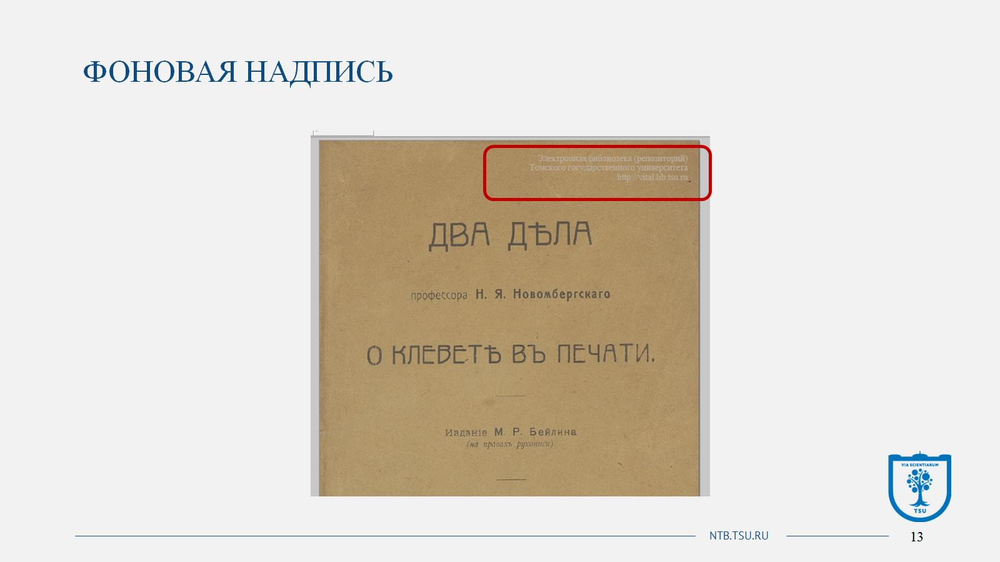 ФОНОВАЯ НАДПИСЬ
Электронная библиотека (репозиторий)
Томского государственного университета
http://vital.lib.tsu.ru
ДВА ДѢЛА
профессора Н. Я. Новомбергскаго
О КЛЕВЕТѢ ВЪ ПЕЧАТИ.
Изданіе М. Р. Бейлина
(на правахъ рукописи).
VIA SCIENTIARUM
TSU
NTB.TSU.RU
13